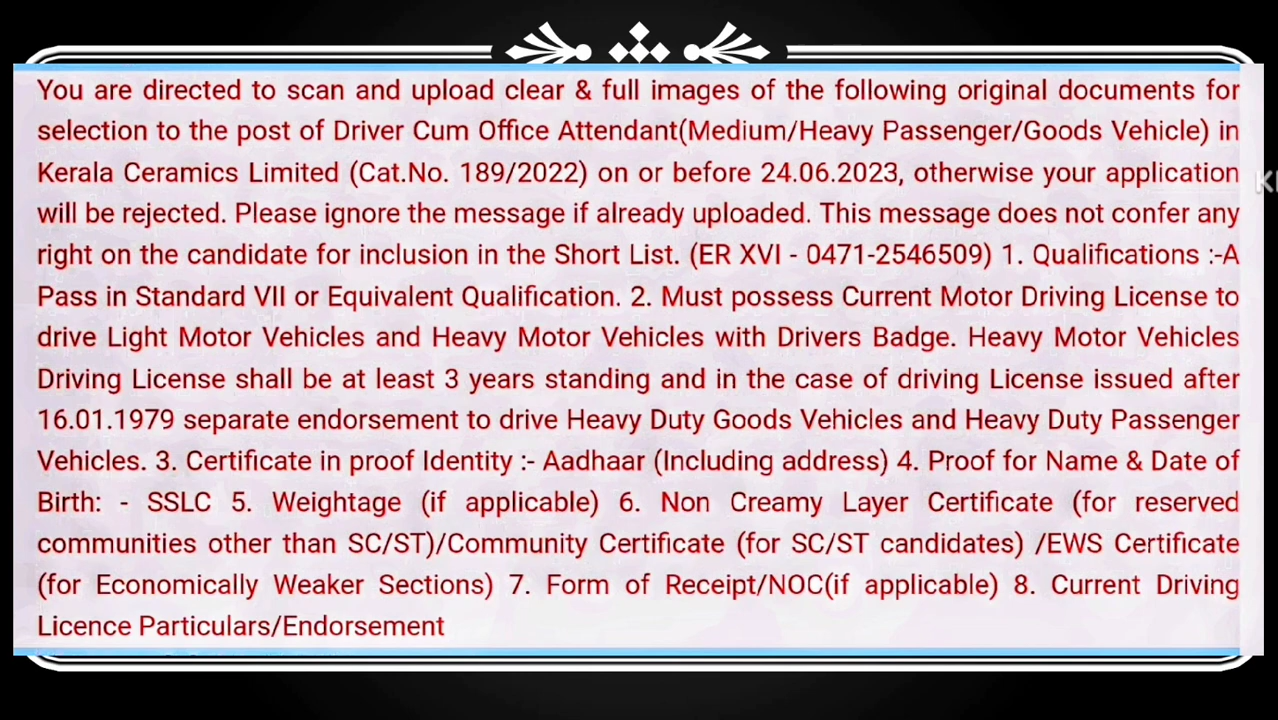 You are directed to scan and upload clear & full images of the following original documents for
selection to the post of Driver Cum Office Attendant(Medium/Heavy Passenger/Goods Vehicle) in
Kerala Ceramics Limited (Cat.No. 189/2022) on or before 24.06.2023, otherwise your application
will be rejected. Please ignore the message if already uploaded. This message does not confer any
right on the candidate for inclusion in the Short List. (ER XVI - 0471-2546509) 1. Qualifications :-A
Pass in Standard VII or Equivalent Qualification. 2. Must possess Current Motor Driving License to
drive Light Motor Vehicles and Heavy Motor Vehicles with Drivers Badge. Heavy Motor Vehicles
Driving License shall be at least 3 years standing and in the case of driving License issued after
16.01.1979 separate endorsement to drive Heavy Duty Goods Vehicles and Heavy Duty Passenger
Vehicles. 3. Certificate in proof Identity :- Aadhaar (Including address) 4. Proof for Name & Date of
Birth: - SSLC 5. Weightage (if applicable) 6. Non Creamy Layer Certificate (for reserved
communities other than SC/ST)/Community Certificate (for SC/ST candidates) /EWS Certificate
(for Economically Weaker Sections) 7. Form of Receipt/NOC(if applicable) 8. Current Driving
Licence Particulars/Endorsement